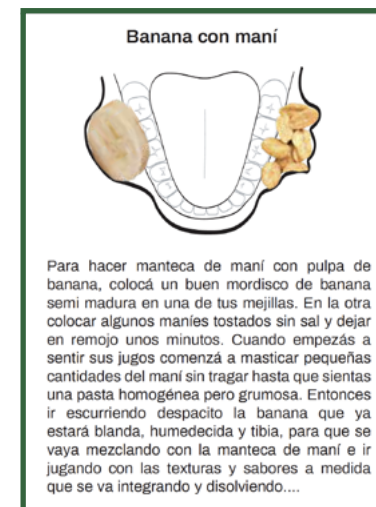 Banana con maní
Para hacer manteca de maní con pulpa de
banana, colocá un buen mordisco de banana
semi madura en una de tus mejillas. En la otra
colocar algunos maníes tostados sin sal y dejar
en remojo unos minutos. Cuando empezás a
sentir sus jugos comenzá a masticar pequeñas
cantidades del maní sin tragar hasta que sientas
una pasta homogénea pero grumosa. Entonces
ir escurriendo despacito la banana que ya
estará blanda, humedecida y tibia, para que se
vaya mezclando con la manteca de maní e ir
jugando con las texturas y sabores a medida
que se va integrando y disolviendo....